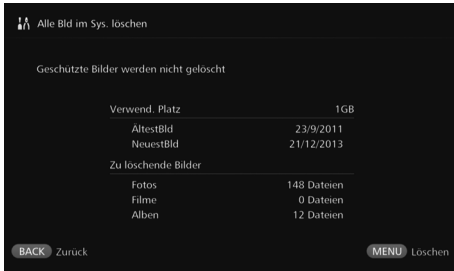 Alle Bld im Sys. löschen
Geschützte Bilder werden nicht gelöscht
Verwend. Platz 1GB
ÄltestBld 23/9/2011
NeuestBld 21/12/2013
Zu löschende Bilder
Fotos 148 Dateien
Filme 0 Dateien
Alben 12 Dateien
BACK Zurück MENU Löschen